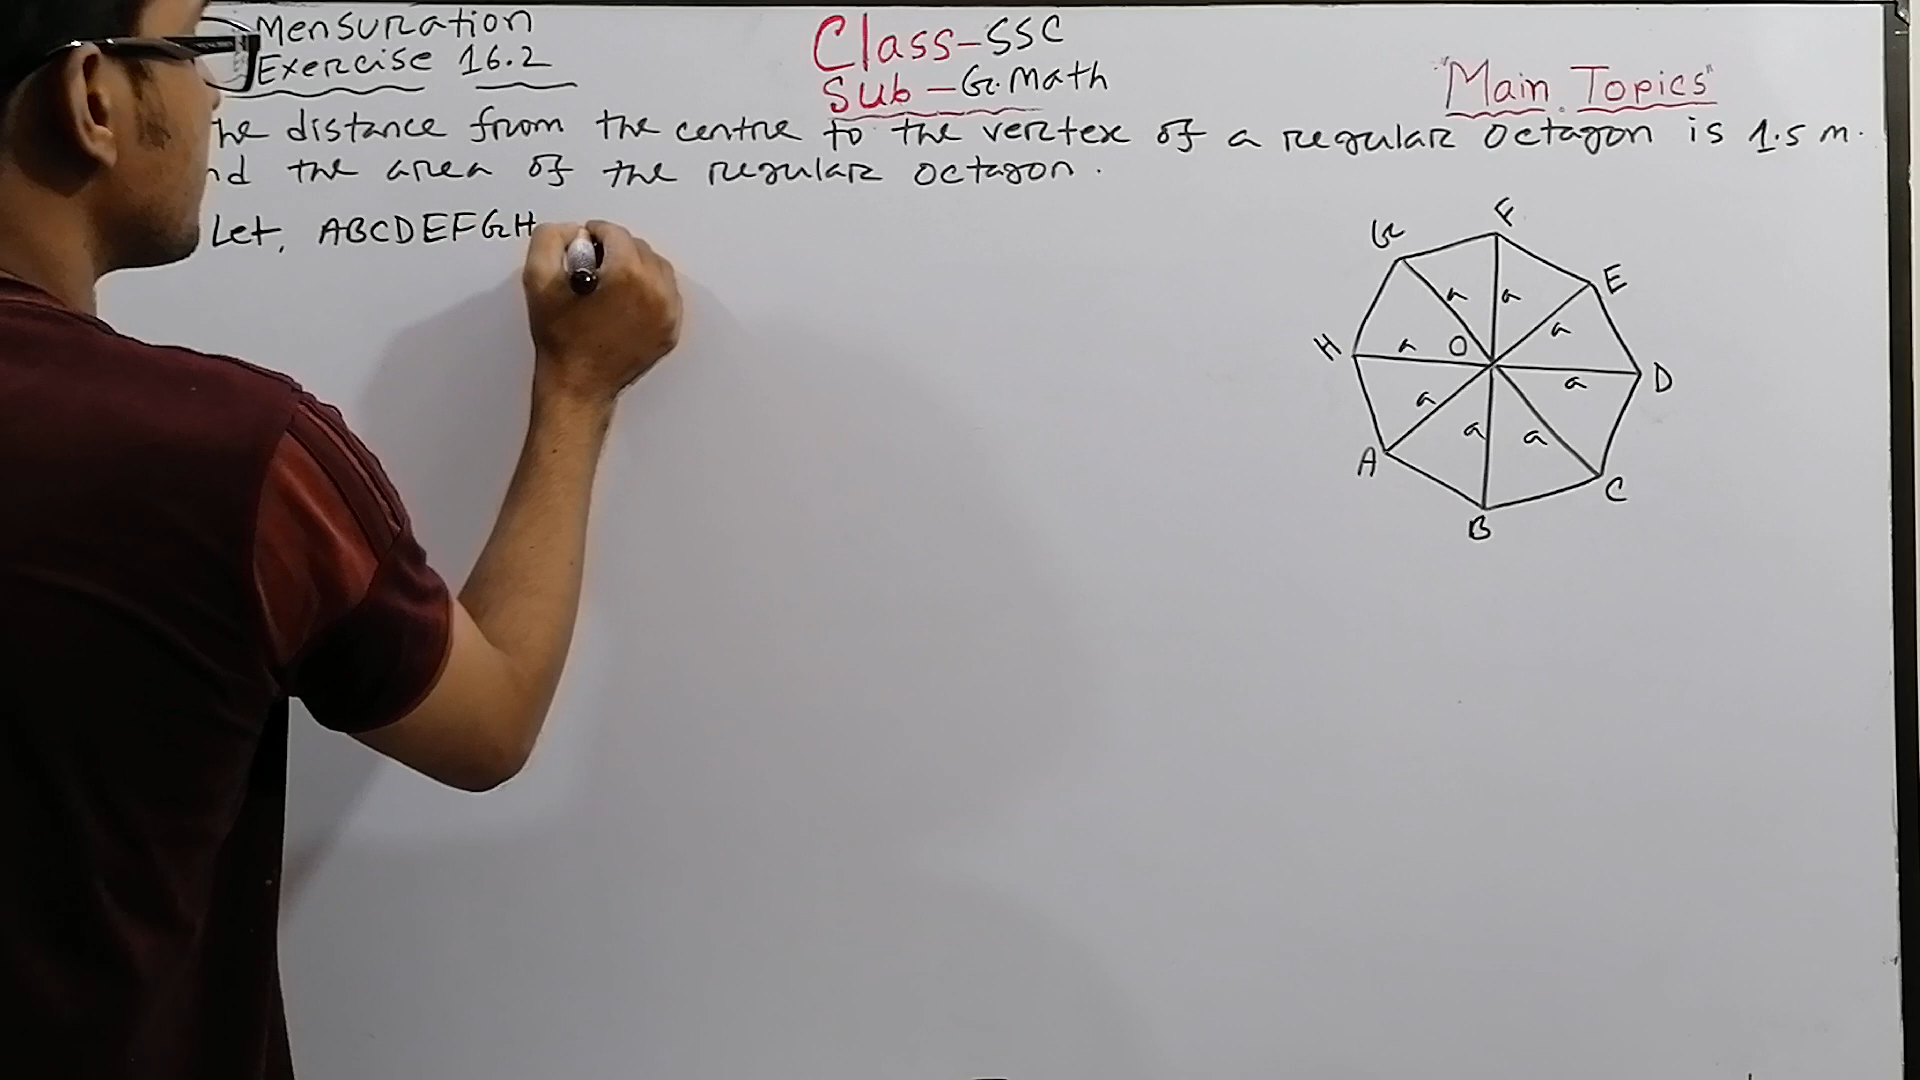 Mensuration
Exercise 16.2
Class-SSC
Sub-G.Math
"Main Topics"
he distance from the centre to the vertex of a regular octagon is 1.5 m.
nd the area of the regular octagon.
Let, ABCDEFGH
F
G
E
a
a
a
H
a
O
a
D
a
a
a
A
C
B